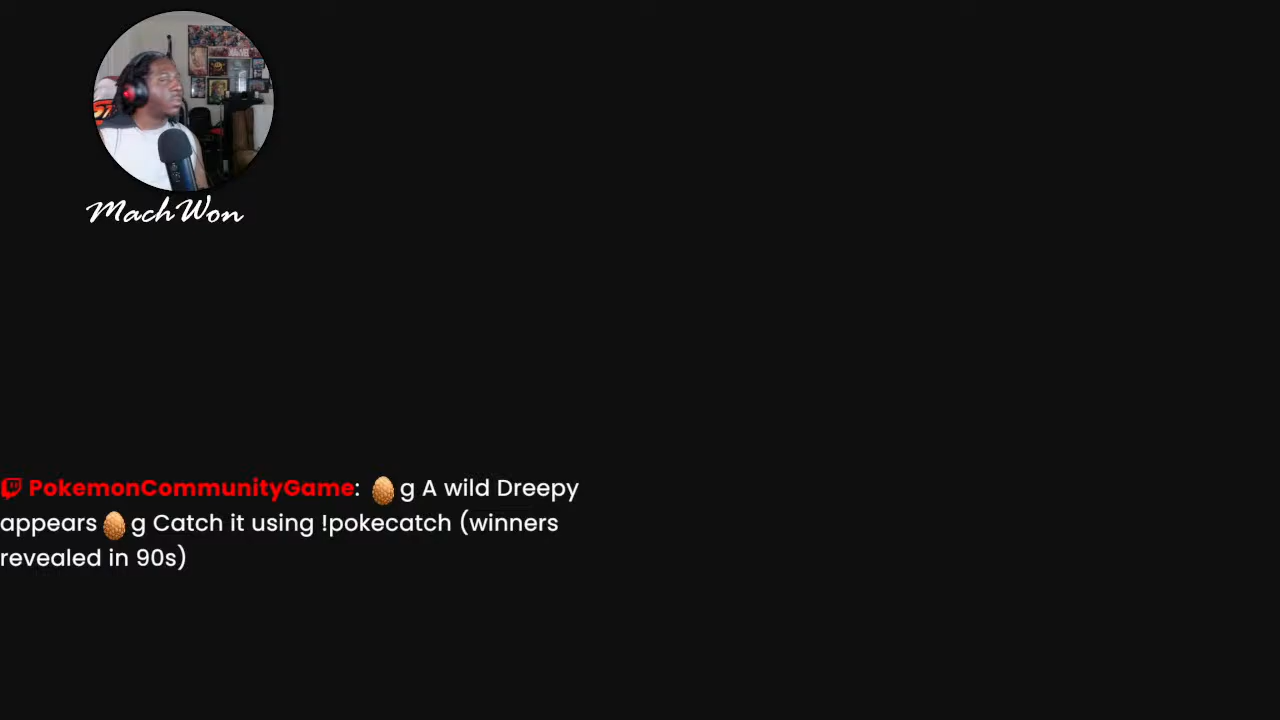 MachWon
PokemonCommunityGame: g A wild Dreepy
appears g Catch it using !pokecatch (winners
revealed in 90s)